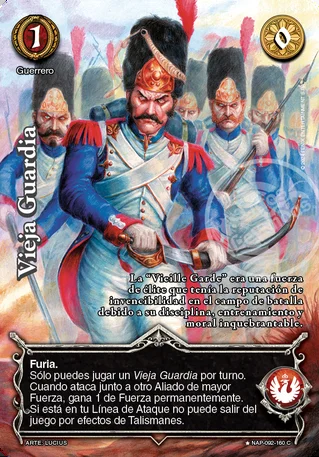 1
0
Guerrero
Vieja Guardia
La "Vieille Garde" era una fuerza
de élite que tenía la reputación de
invencibilidad en el campo de batalla
debido a su disciplina, entrenamiento y
moral inquebrantable.
Furia.
Sólo puedes jugar un Vieja Guardia por turno.
Cuando ataca junto a otro Aliado de mayor
Fuerza, gana 1 de Fuerza permanentemente.
Si está en tu Línea de Ataque no puede salir del
juego por efectos de Talismanes.
ARTE: LUCIUS
★ NAP-092-160 C